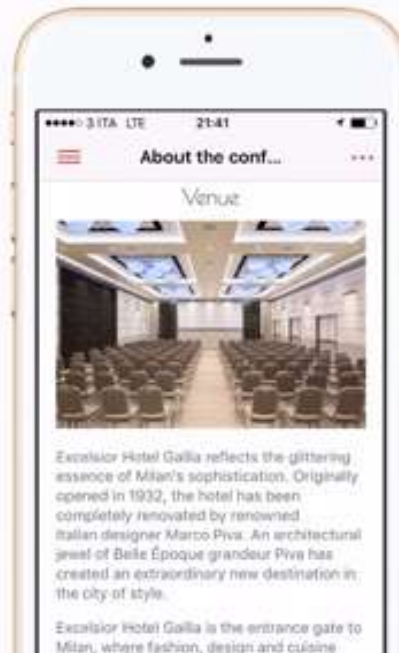 3 ITA LTE 21:41
About the conf...
Venue
Excelsior Hotel Gallia reflects the glittering
essence of Milan's sophistication. Originally
opened in 1932, the hotel has been
completely renovated by renowned
Italian designer Marco Piva. An architectural
jewel of Belle Époque grandeur Piva has
created an extraordinary new destination in
the city of style.
Excelsior Hotel Gallia is the entrance gate to
Milan, where fashion, design and cuisine